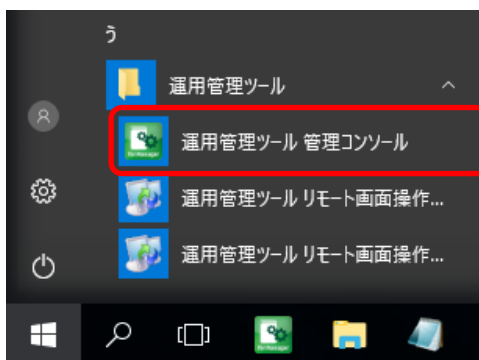 う
運用管理ツール
運用管理ツール 管理コンソール
運用管理ツール リモート画面操作...
運用管理ツール リモート画面操作...